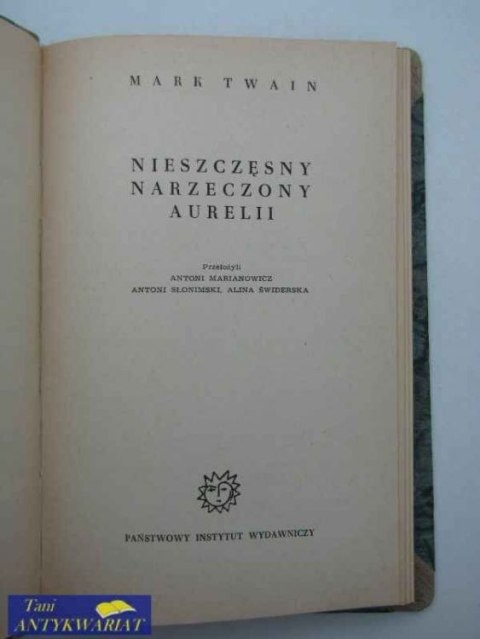 MARK TWAIN
NIESZCZĘSNY
NARZECZONY
AURELII
Przełożyli
ANTONI MARIANOWICZ
ANTONI SŁONIMSKI, ALINA ŚWIDERSKA
PAŃSTWOWY INSTYTUT WYDAWNICZY
Tani
ANTYKWARIAT